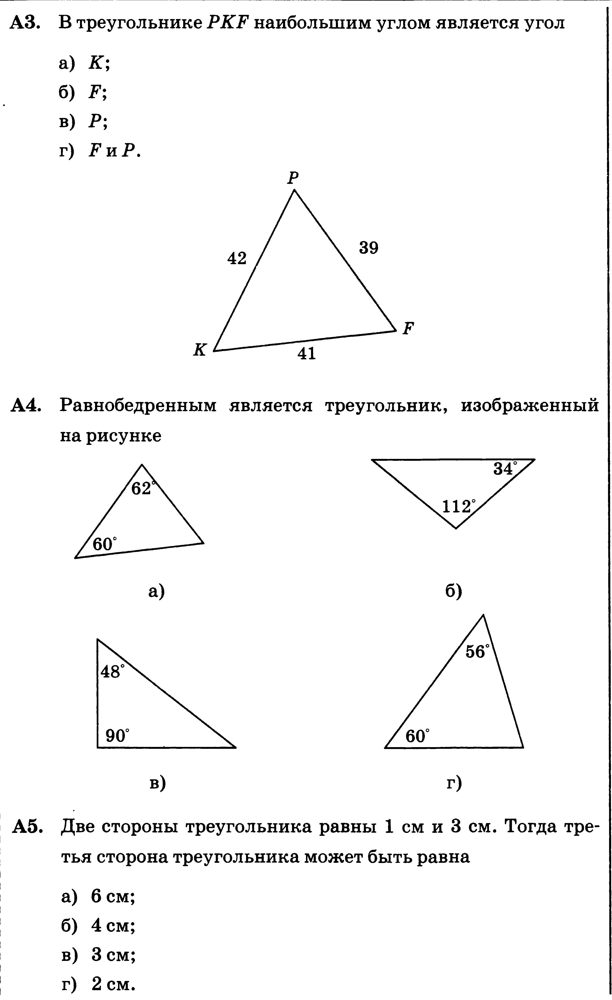 А3. В треугольнике PKF наибольшим углом является угол
а) K;
б) F;
в) P;
г) F и P.
P
42
39
K
41
F
А4. Равнобедренным является треугольник, изображенный
на рисунке
62°
60°
а)
34°
112°
б)
48°
90°
в)
56°
60°
г)
А5. Две стороны треугольника равны 1 см и 3 см. Тогда тре-
тья сторона треугольника может быть равна
а) 6 см;
б) 4 см;
в) 3 см;
г) 2 см.